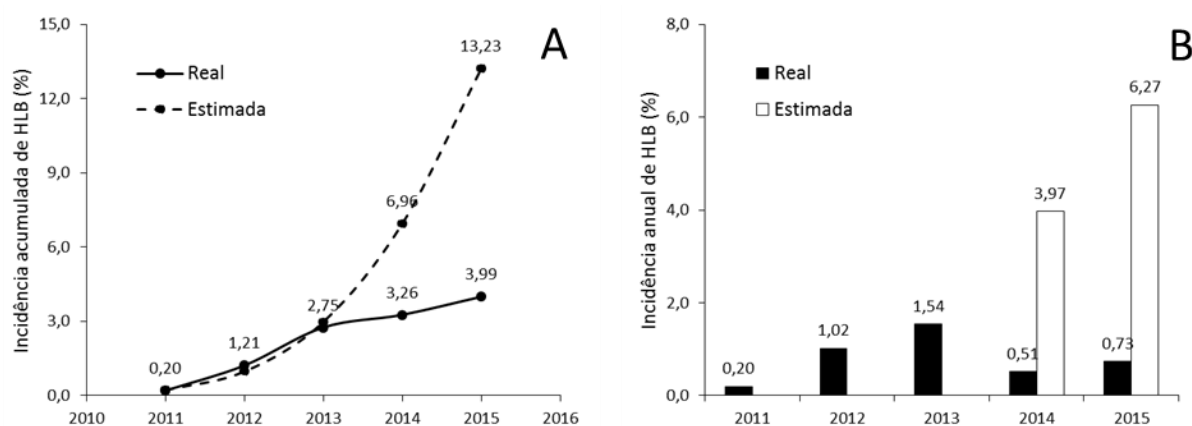 A
Incidência acumulada de HLB (%)
15,0
12,0
9,0
6,0
3,0
0,0
Real
Estimada
0,20
1,21
2,75
3,26
3,99
6,96
13,23
2010 2011 2012 2013 2014 2015 2016
B
Incidência anual de HLB (%)
8,0
6,0
4,0
2,0
0,0
Real
Estimada
0,20
1,02
1,54
0,51
3,97
0,73
6,27
2011 2012 2013 2014 2015